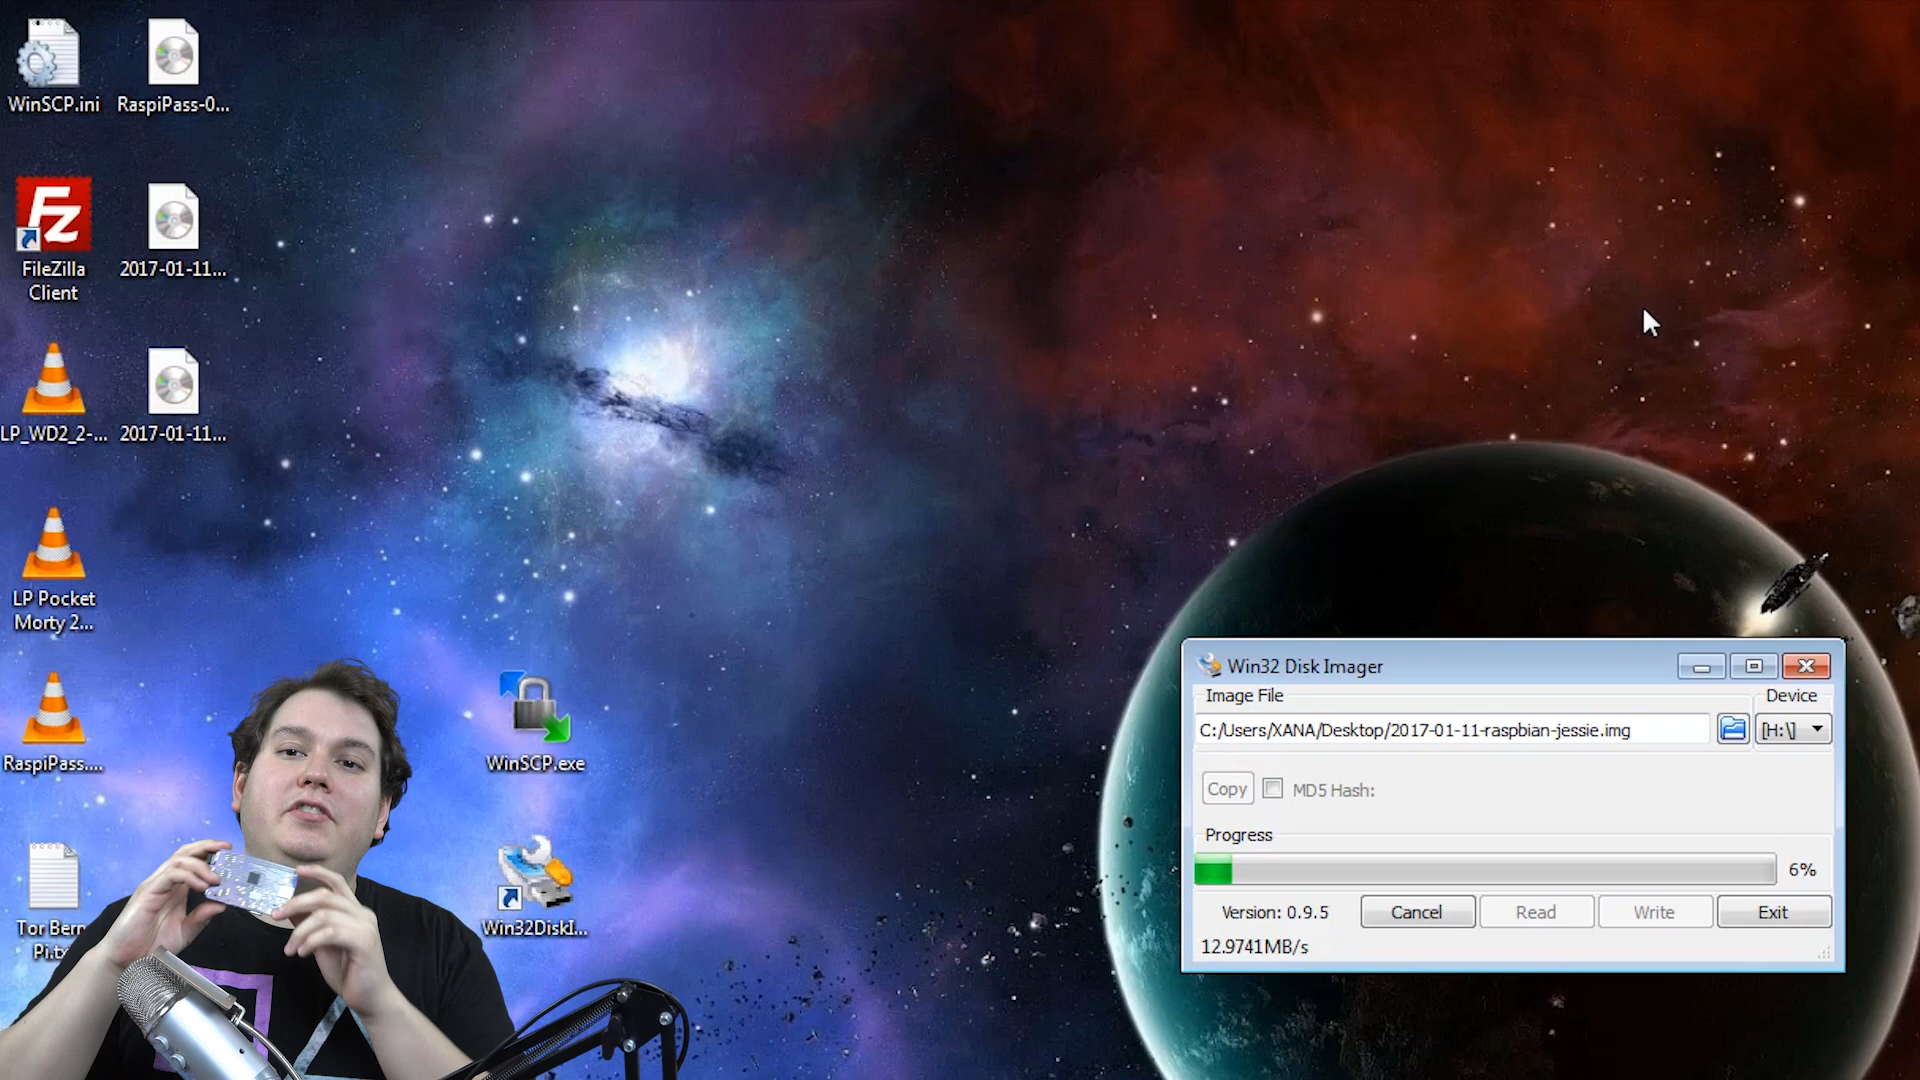 WinSCP.ini
RaspiPass-0...
FileZilla
Client
2017-01-11...
LP_WD2_2-...
2017-01-11...
LP Pocket
Morty 2...
RaspiPass....
WinSCP.exe
Tor Bern
Pi.tx
Win32DiskI...
Win32 Disk Imager
Image File
Device
C:/Users/XANA/Desktop/2017-01-11-raspbian-jessie.img
[H:\]
Copy
MD5 Hash:
Progress
6%
Version: 0.9.5
Cancel
Read
Write
Exit
12.9741MB/s